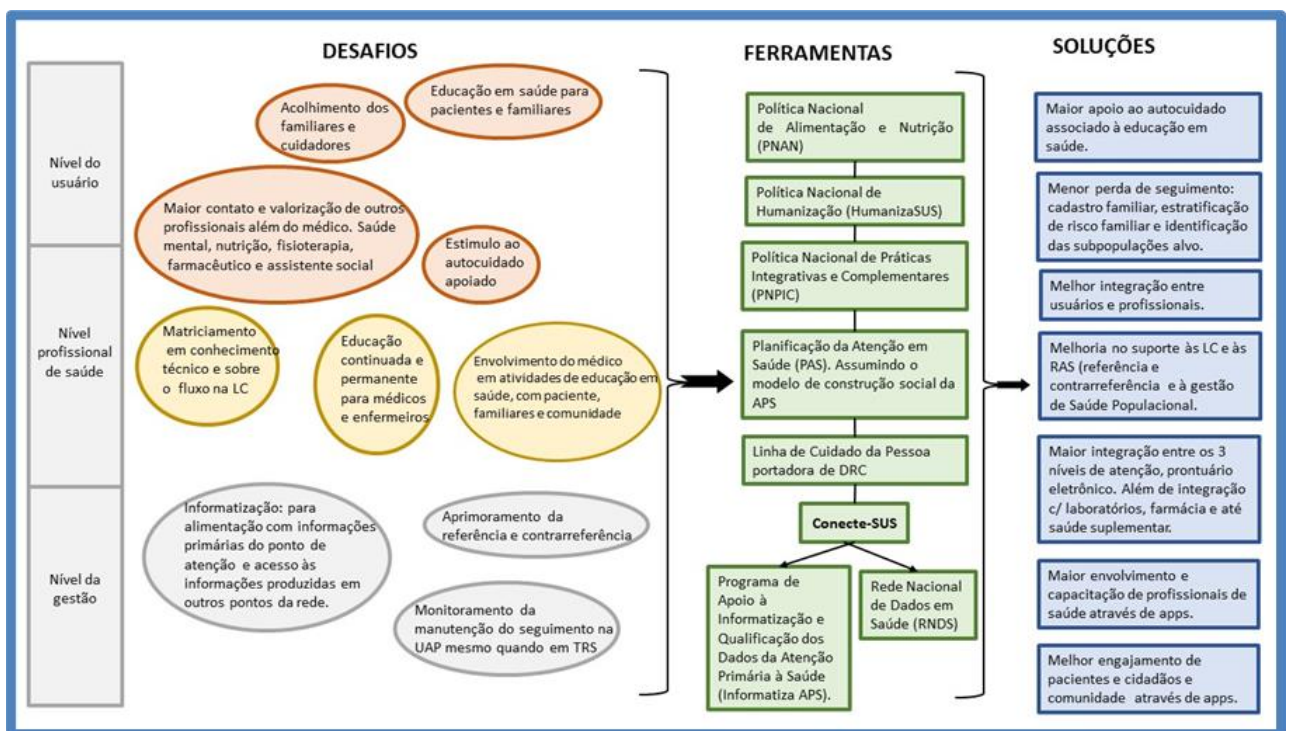 DESAFIOS
FERRAMENTAS
SOLUÇÕES
Nível do
usuário
Nível
profissional
de saúde
Nível da
gestão
Acolhimento dos
familiares e
cuidadores
Educação em saúde para
pacientes e familiares
Maior contato e valorização de outros
profissionais além do médico. Saúde
mental, nutrição, fisioterapia,
farmacêutico e assistente social
Estimulo ao
autocuidado
apoiado
Matriciamento
em conhecimento
técnico e sobre
o fluxo na LC
Educação
continuada e
permanente
para médicos
e enfermeiros
Envolvimento do médico
em atividades de educação em
saúde, com paciente,
familiares e comunidade
Informatização: para
alimentação com informações
primárias do ponto de
atenção e acesso às
informações produzidas em
outros pontos da rede.
Aprimoramento da
referência e contrarreferência
Monitoramento da
manutenção do seguimento na
UAP mesmo quando em TRS
Política Nacional
de Alimentação e Nutrição
(PNAN)
Política Nacional de
Humanização (HumanizaSUS)
Política Nacional de Práticas
Integrativas e Complementares
(PNPIC)
Planificação da Atenção em
Saúde (PAS). Assumindo o
modelo de construção social da
APS
Linha de Cuidado da Pessoa
portadora de DRC
Conecte-SUS
Programa de
Apoio à
Informatização e
Qualificação dos
Dados da Atenção
Primária à Saúde
(Informatiza APS).
Rede Nacional
de Dados em
Saúde (RNDS)
Maior apoio ao autocuidado
associado à educação em
saúde.
Menor perda de seguimento:
cadastro familiar, estratificação
de risco familiar e identificação
das subpopulações alvo.
Melhor integração entre
usuários e profissionais.
Melhoria no suporte às LC e às
RAS (referência e
contrarreferência e à gestão
de Saúde Populacional.
Maior integração entre os 3
níveis de atenção, prontuário
eletrônico. Além de integração
c/ laboratórios, farmácia e até
saúde suplementar.
Maior envolvimento e
capacitação de profissionais de
saúde através de apps.
Melhor engajamento de
pacientes e cidadãos e
comunidade através de apps.